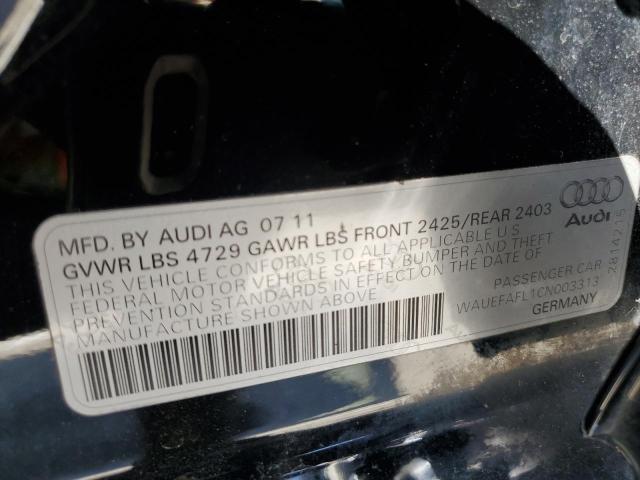 MFD. BY AUDI AG 07 11
GVWR LBS 4729 GAWR LBS FRONT 2425/REAR 2403
THIS VEHICLE CONFORMS TO ALL APPLICABLE U S
FEDERAL MOTOR VEHICLE SAFETY BUMPER AND THEFT
PREVENTION STANDARDS IN EFFECT ON THE DATE OF
MANUFACTURE SHOWN ABOVE
PASSENGER CAR
WAUEFAFL1CN003313
GERMANY
Audi
2814215